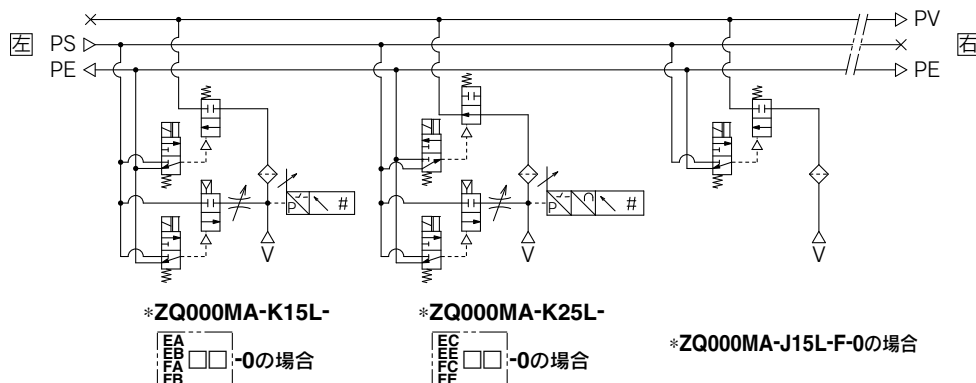 PV
左 PS 右
PE PE
P #
P #
V V V
*ZQ000MA-K15L-
EA
EB
FA
FB
□□ -0の場合
*ZQ000MA-K25L-
EC
EE
FC
FE
□□ -0の場合
*ZQ000MA-J15L-F-0の場合